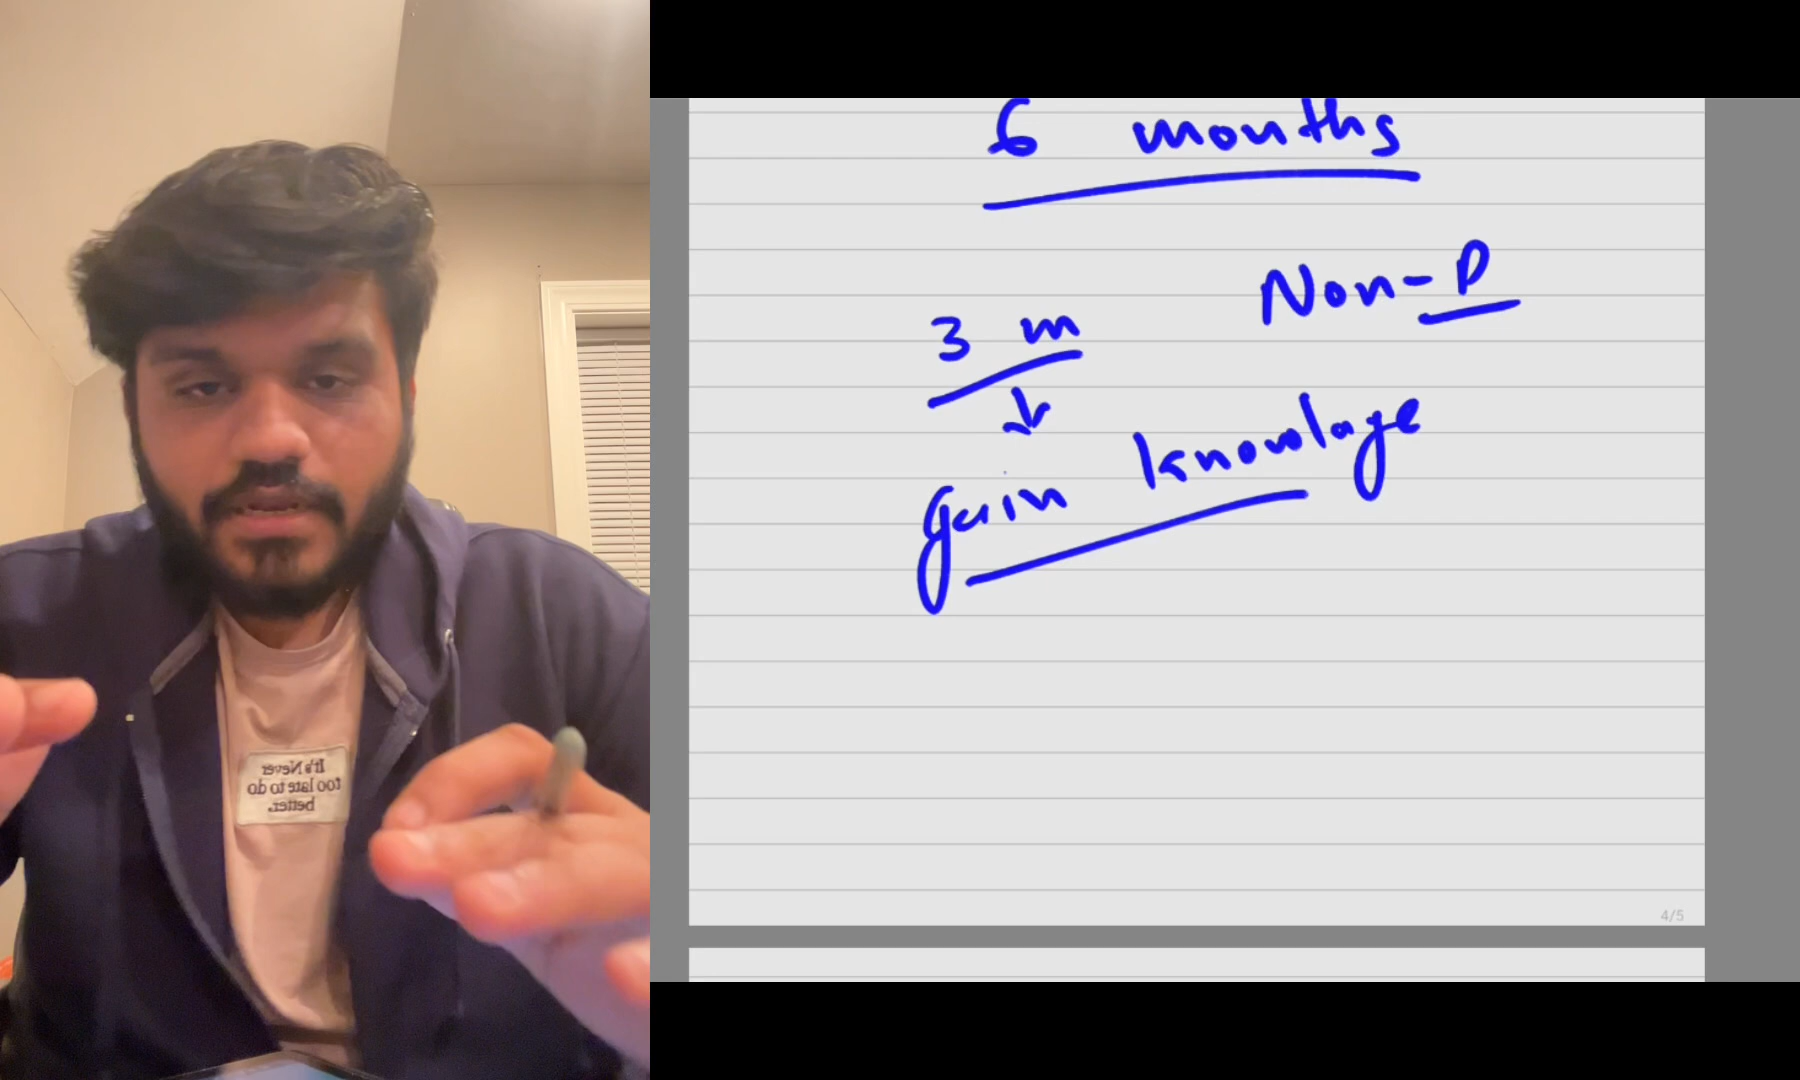 It's Never
too late to do
better.
6 months
Non-P
3 m
Gain knowlage
4/5